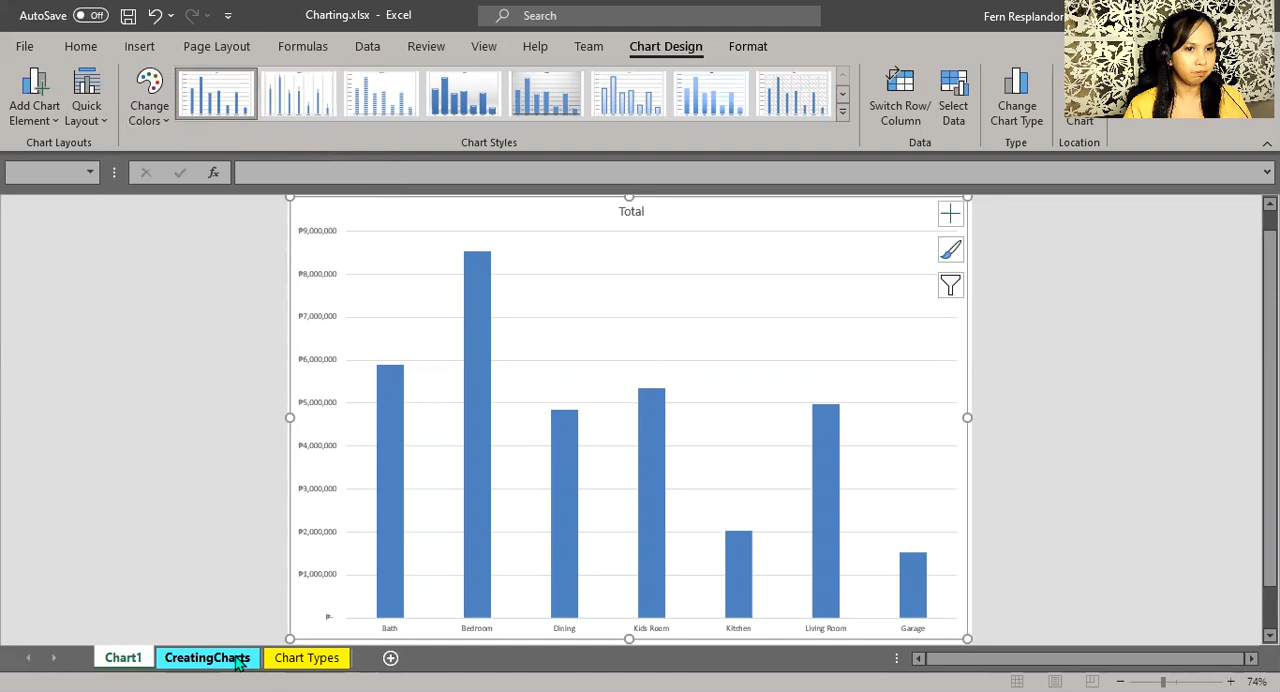 AutoSave Off Charting.xlsx - Excel Search Fern Resplandor
File Home Insert Page Layout Formulas Data Review View Help Team Chart Design Format
Add Chart Element Quick Layout Change Colors Switch Row/ Column Select Data Change Chart Type Chart
Chart Layouts Chart Styles Data Type Location
fx
Total
₱9,000,000
₱8,000,000
₱7,000,000
₱6,000,000
₱5,000,000
₱4,000,000
₱3,000,000
₱2,000,000
₱1,000,000
₱-
Bath Bedroom Dining Kids Room Kitchen Living Room Garage
Chart1 CreatingCharts Chart Types
74%